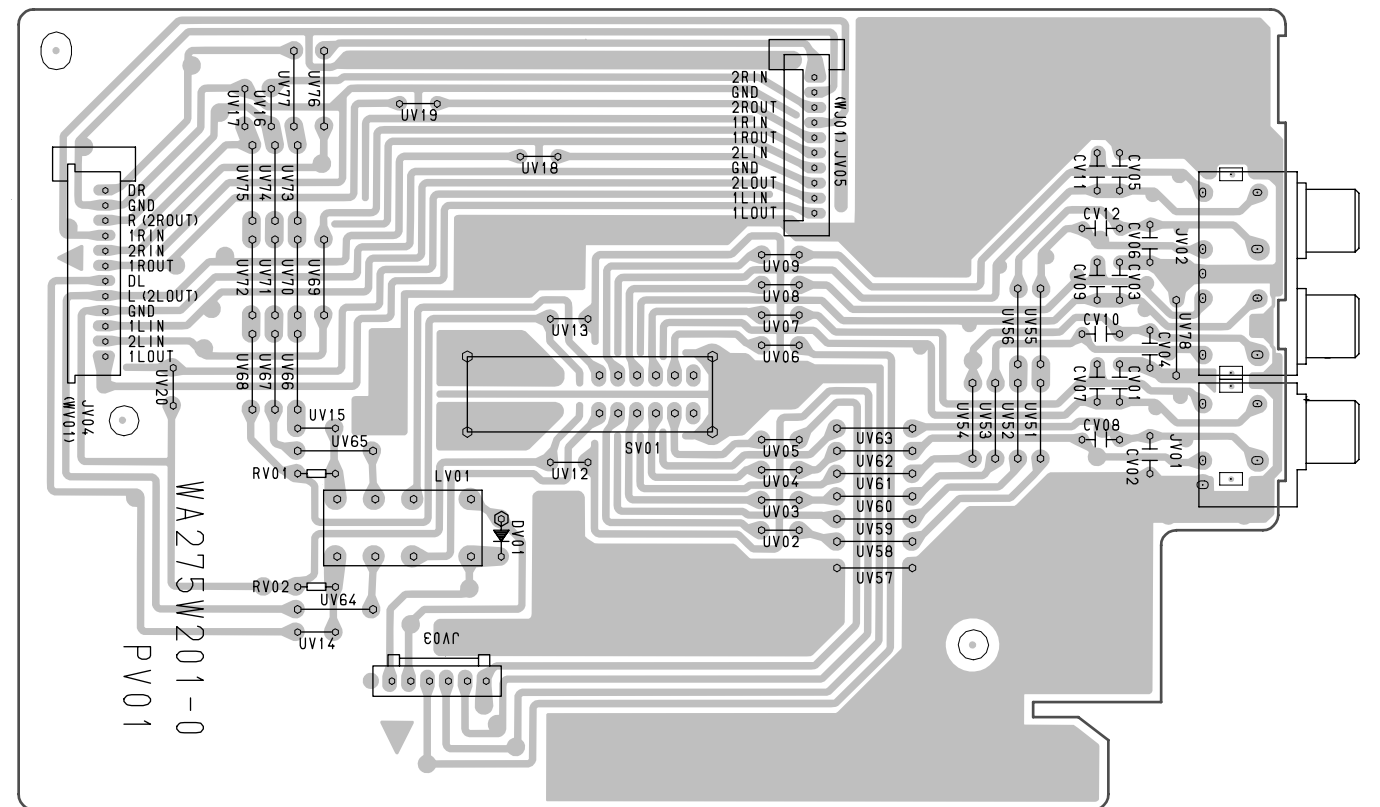 UV77
UV76
UV17
UV16
UV19
UV18
2RIN
GND
2ROUT
1RIN
1ROUT
2LIN
GND
2LOUT
1LIN
1LOUT
(WJ01) JV05
DR
GND
R(2ROUT)
1RIN
2RIN
1ROUT
DL
L(2LOUT)
GND
1LIN
2LIN
1LOUT
JV04
(WV01)
UV20
UV75
UV74
UV73
UV72
UV71
UV70
UV69
UV68
UV67
UV66
UV15
UV65
RV01
LV01
DV01
RV02
UV64
UV14
JV03
UV13
UV12
SV01
UV09
UV08
UV07
UV06
UV05
UV04
UV03
UV02
UV63
UV62
UV61
UV60
UV59
UV58
UV57
UV56
UV55
UV54
UV53
UV52
UV51
CV11
CV05
CV12
CV06
JV02
CV09
CV03
CV10
CV04
UV78
CV07
CV01
CV08
CV02
JV01
WA275W201-0
PV01